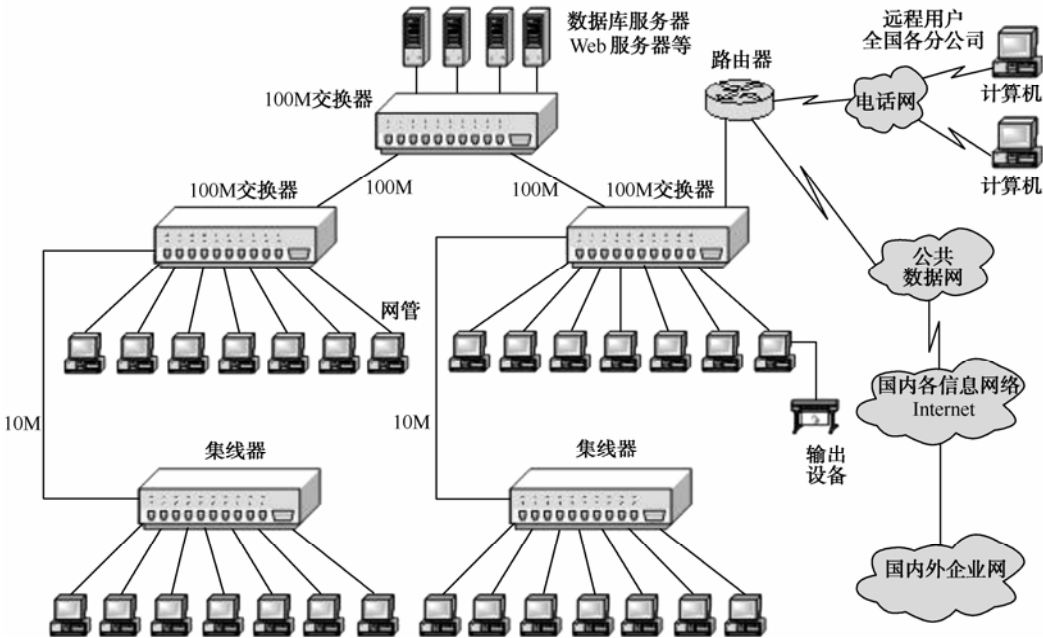 数据库服务器
Web 服务器等
远程用户
全国各分公司
路由器
计算机
100M交换器
电话网
计算机
100M
100M
100M交换器
100M交换器
公共
数据网
网管
国内各信息网络
Internet
10M
10M
集线器
集线器
输出
设备
国内外企业网